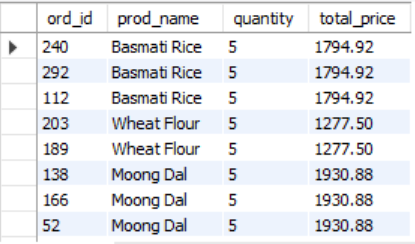 ord_id prod_name quantity total_price
240 Basmati Rice 5 1794.92
292 Basmati Rice 5 1794.92
112 Basmati Rice 5 1794.92
203 Wheat Flour 5 1277.50
189 Wheat Flour 5 1277.50
138 Moong Dal 5 1930.88
166 Moong Dal 5 1930.88
52 Moong Dal 5 1930.88